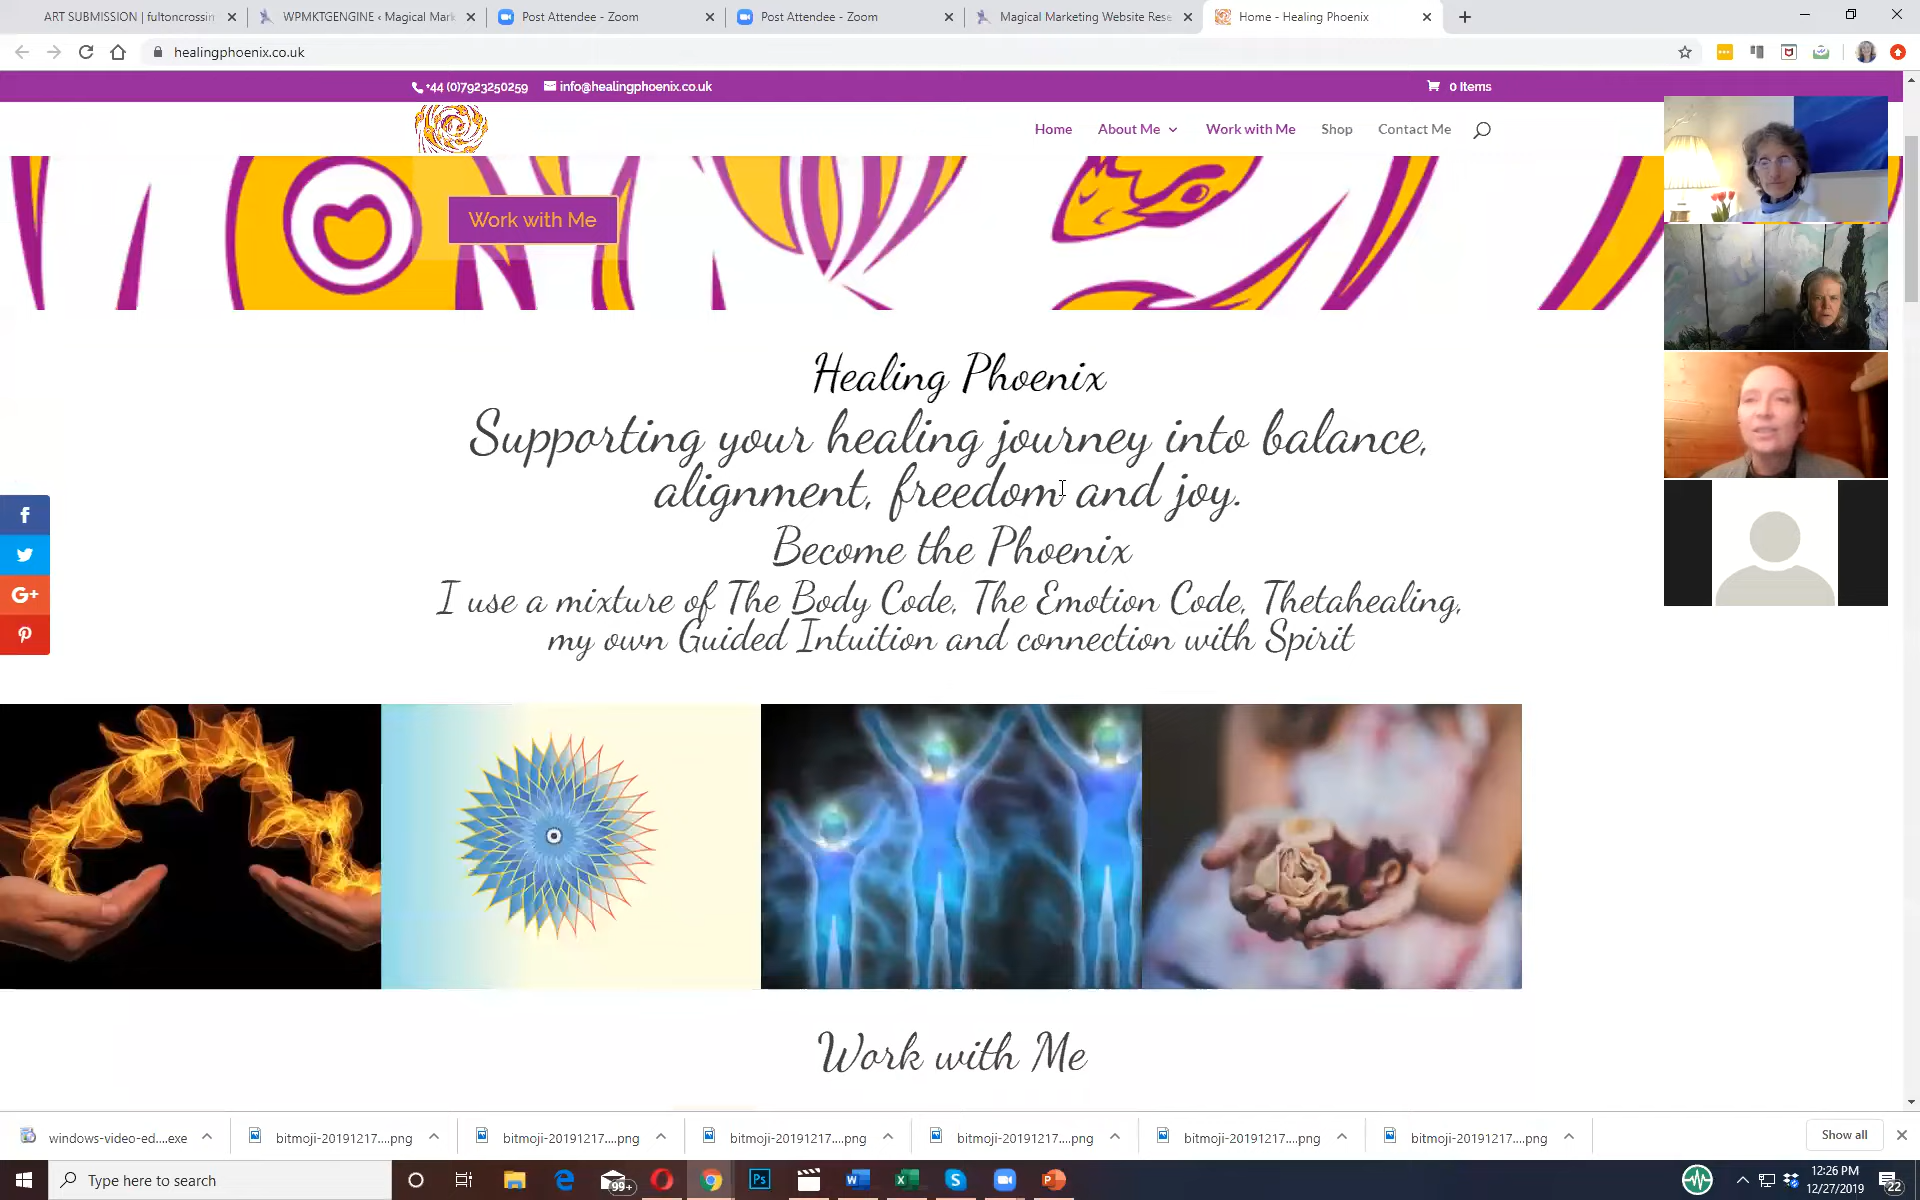 ART SUBMISSION | fultoncrossin
WPMKTGENGINE ‹ Magical Mark
Post Attendee - Zoom
Post Attendee - Zoom
Magical Marketing Website Rese
Home - Healing Phoenix
healingphoenix.co.uk
+44 (0)7923250259
info@healingphoenix.co.uk
0 Items
Home
About Me
Work with Me
Shop
Contact Me
Work with Me
Healing Phoenix
Supporting your healing journey into balance,
alignment, freedom and joy.
Become the Phoenix
I use a mixture of The Body Code, The Emotion Code, Thetahealing,
my own Guided Intuition and connection with Spirit
f
G+
Work with Me
windows-video-ed....exe
bitmoji-20191217....png
bitmoji-20191217....png
bitmoji-20191217....png
bitmoji-20191217....png
bitmoji-20191217....png
bitmoji-20191217....png
Show all
Type here to search
99+
Ps
12:26 PM
12/27/2019
22